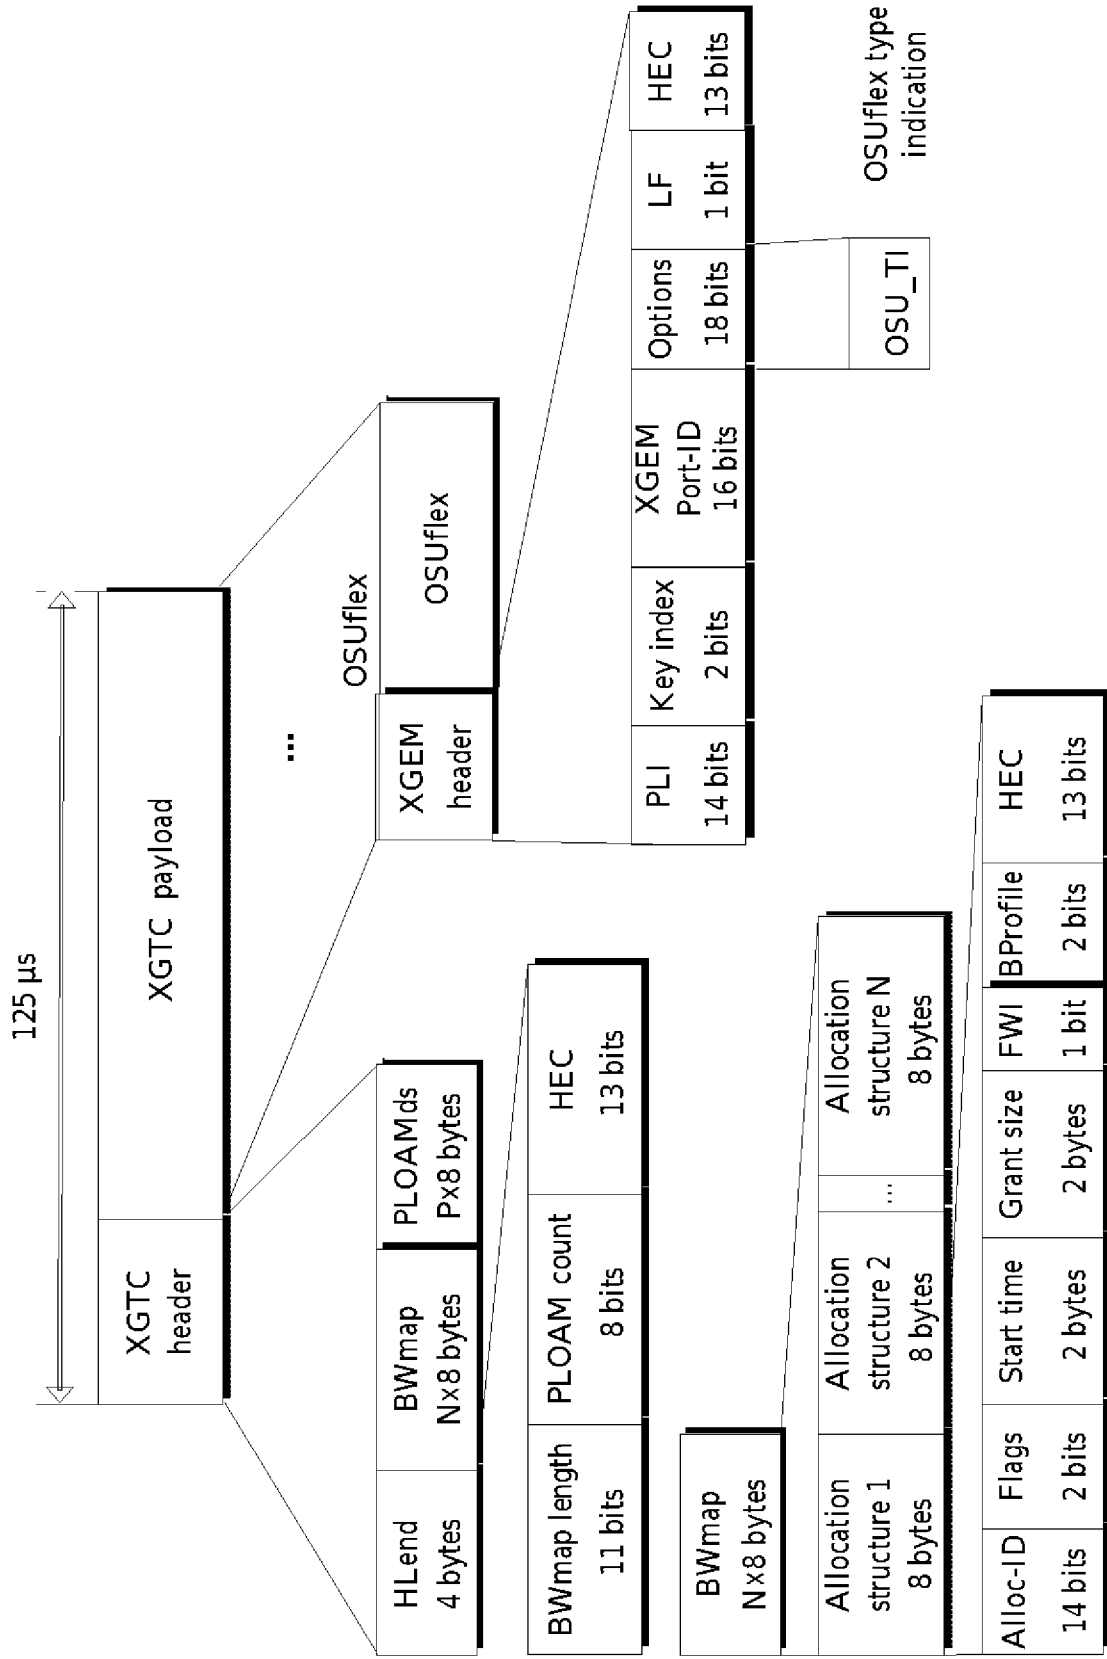 125 μs
XGTC
header
XGTC payload
...
HLend
4 bytes
BWmap
N×8 bytes
PLOAMds
P×8 bytes
XGEM
header
OSUflex
OSUflex
BWmap length
11 bits
PLOAM count
8 bits
HEC
13 bits
PLI
14 bits
Key index
2 bits
XGEM
Port-ID
16 bits
Options
18 bits
LF
1 bit
HEC
13 bits
OSU_TI
OSUflex type
indication
BWmap
N×8 bytes
Allocation
structure 1
8 bytes
Allocation
structure 2
8 bytes
...
Allocation
structure N
8 bytes
Alloc-ID
14 bits
Flags
2 bits
Start time
2 bytes
Grant size
2 bytes
FWI
1 bit
BProfile
2 bits
HEC
13 bits